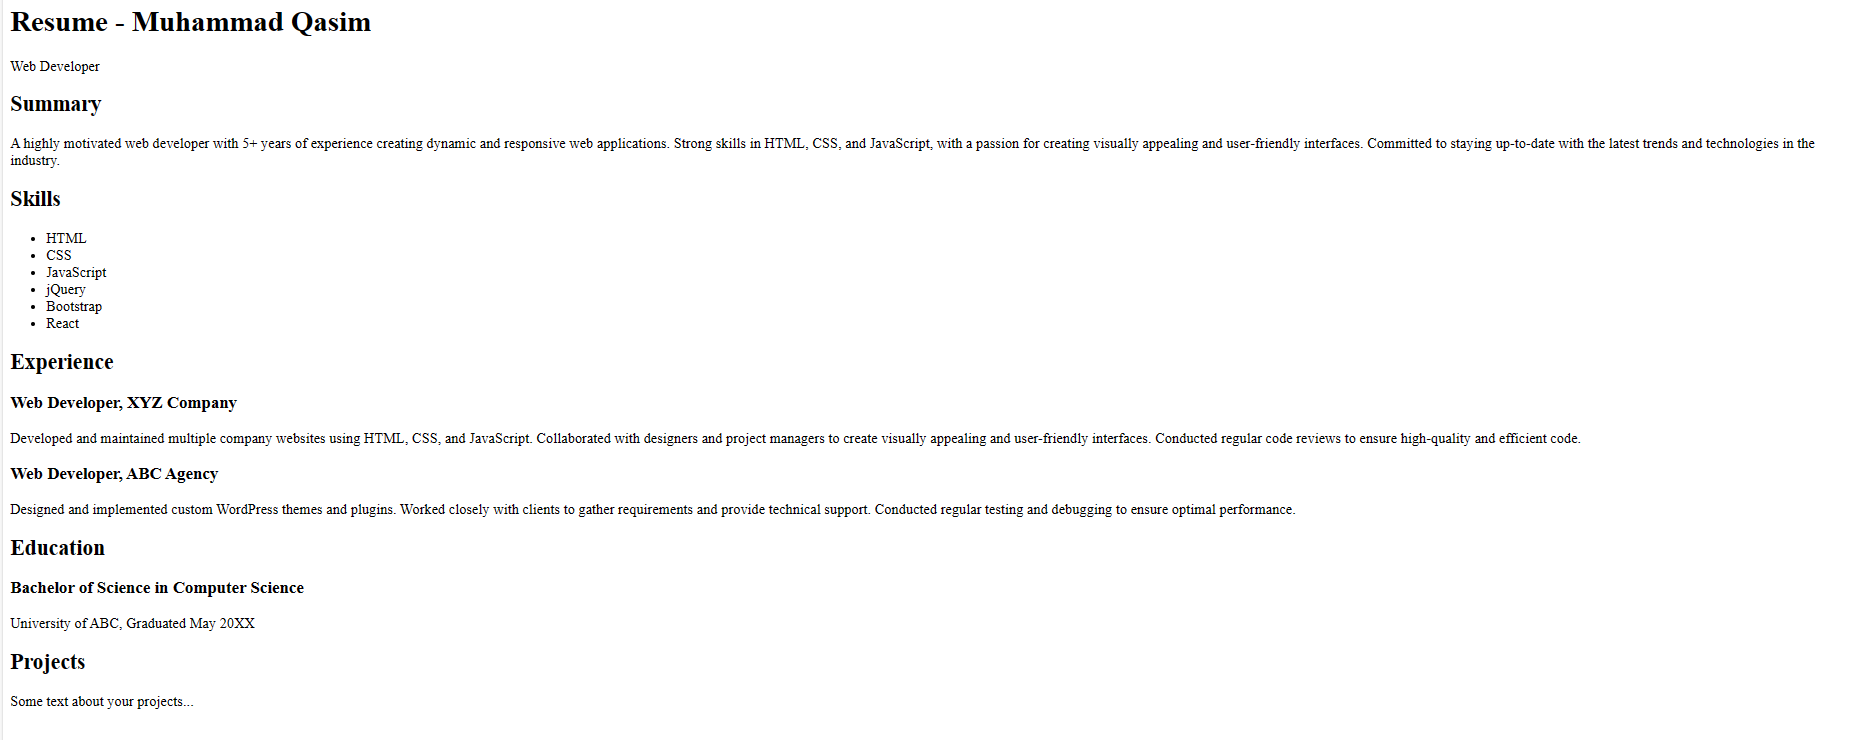 Resume - Muhammad Qasim
Web Developer
Summary
A highly motivated web developer with 5+ years of experience creating dynamic and responsive web applications. Strong skills in HTML, CSS, and JavaScript, with a passion for creating visually appealing and user-friendly interfaces. Committed to staying up-to-date with the latest trends and technologies in the
industry.
Skills
• HTML
• CSS
• JavaScript
• jQuery
• Bootstrap
• React
Experience
Web Developer, XYZ Company
Developed and maintained multiple company websites using HTML, CSS, and JavaScript. Collaborated with designers and project managers to create visually appealing and user-friendly interfaces. Conducted regular code reviews to ensure high-quality and efficient code.
Web Developer, ABC Agency
Designed and implemented custom WordPress themes and plugins. Worked closely with clients to gather requirements and provide technical support. Conducted regular testing and debugging to ensure optimal performance.
Education
Bachelor of Science in Computer Science
University of ABC, Graduated May 20XX
Projects
Some text about your projects...